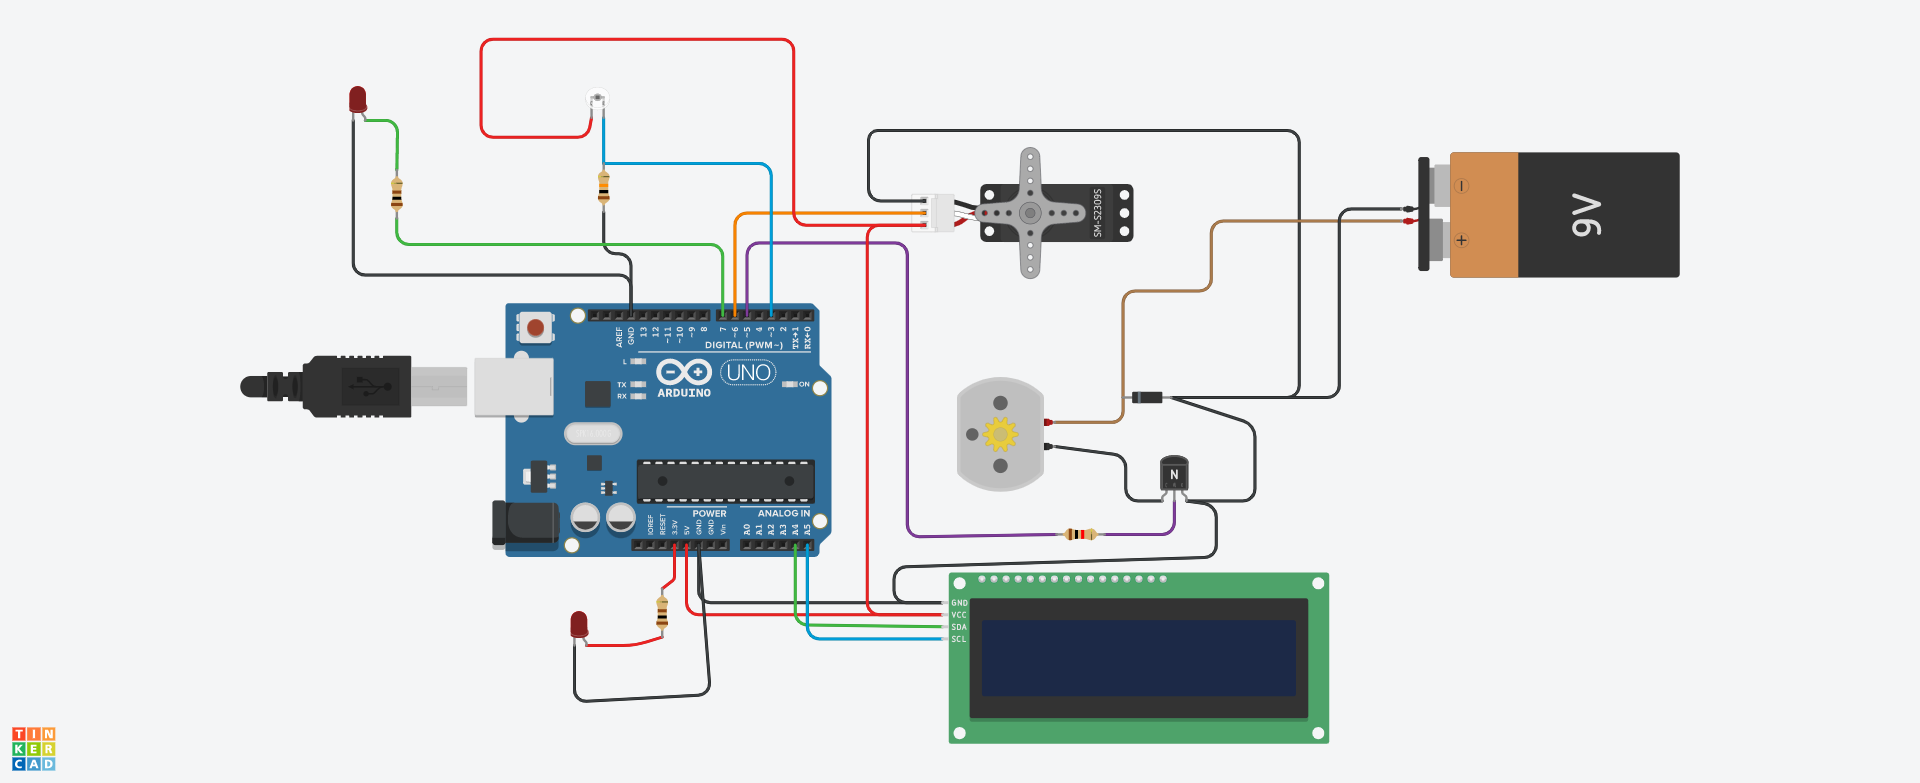 SM-S2309S
9V
AREF
GND
13
12
~11
~10
~9
8
7
~6
~5
4
~3
2
TX→1
RX←0
DIGITAL (PWM~)
L
TX
RX
ARDUINO
UNO
ON
N
POWER
ANALOG IN
IOREF
RESET
3.3V
5V
GND
GND
Vin
A0
A1
A2
A3
A4
A5
GND
VCC
SDA
SCL
TIN
KER
CAD